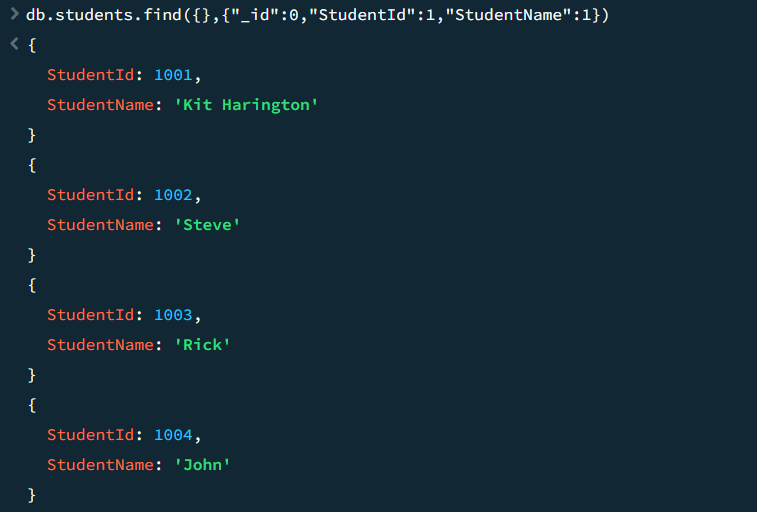 > db.students.find({},{"_id":0,"StudentId":1,"StudentName":1})
< {
StudentId: 1001,
StudentName: 'Kit Harington'
}
{
StudentId: 1002,
StudentName: 'Steve'
}
{
StudentId: 1003,
StudentName: 'Rick'
}
{
StudentId: 1004,
StudentName: 'John'
}